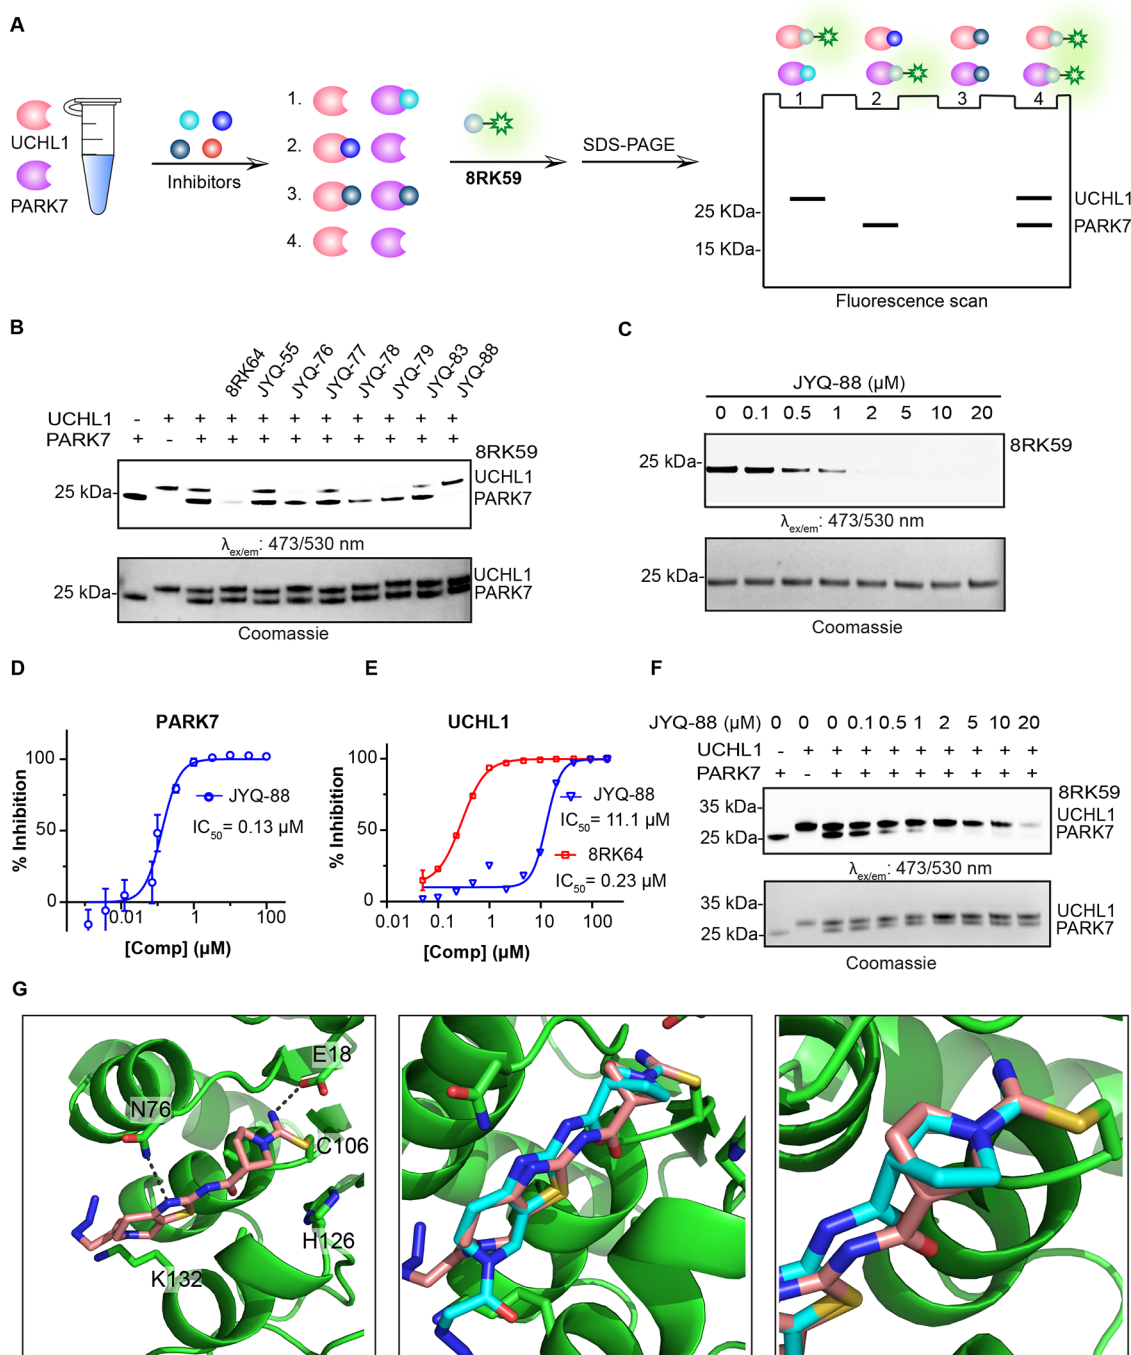 A
UCHL1
PARK7
Inhibitors
1.
2.
3.
4.
8RK59
SDS-PAGE
1 2 3 4
25 KDa-
15 KDa-
UCHL1
PARK7
Fluorescence scan
B
8RK64 JYQ-55 JYQ-76 JYQ-77 JYQ-78 JYQ-79 JYQ-83 JYQ-88
UCHL1 - + + + + + + + + + +
PARK7 + - + + + + + + + + +
8RK59
25 kDa-
UCHL1
PARK7
λex/em: 473/530 nm
25 kDa-
UCHL1
PARK7
Coomassie
C
JYQ-88 (µM)
0 0.1 0.5 1 2 5 10 20
25 kDa-
8RK59
λex/em: 473/530 nm
25 kDa-
Coomassie
D
PARK7
% Inhibition
100
50
0
0.01 1 100
JYQ-88
IC50= 0.13 µM
[Comp] (µM)
E
UCHL1
% Inhibition
100
50
0
0.01 0.1 1 10 100
JYQ-88
IC50= 11.1 µM
8RK64
IC50= 0.23 µM
[Comp] (µM)
F
JYQ-88 (µM) 0 0 0 0.1 0.5 1 2 5 10 20
UCHL1 - + + + + + + + + +
PARK7 + - + + + + + + + +
8RK59
35 kDa-
25 kDa-
UCHL1
PARK7
λex/em: 473/530 nm
35 kDa-
25 kDa-
UCHL1
PARK7
Coomassie
G
E18
N76
C106
H126
K132